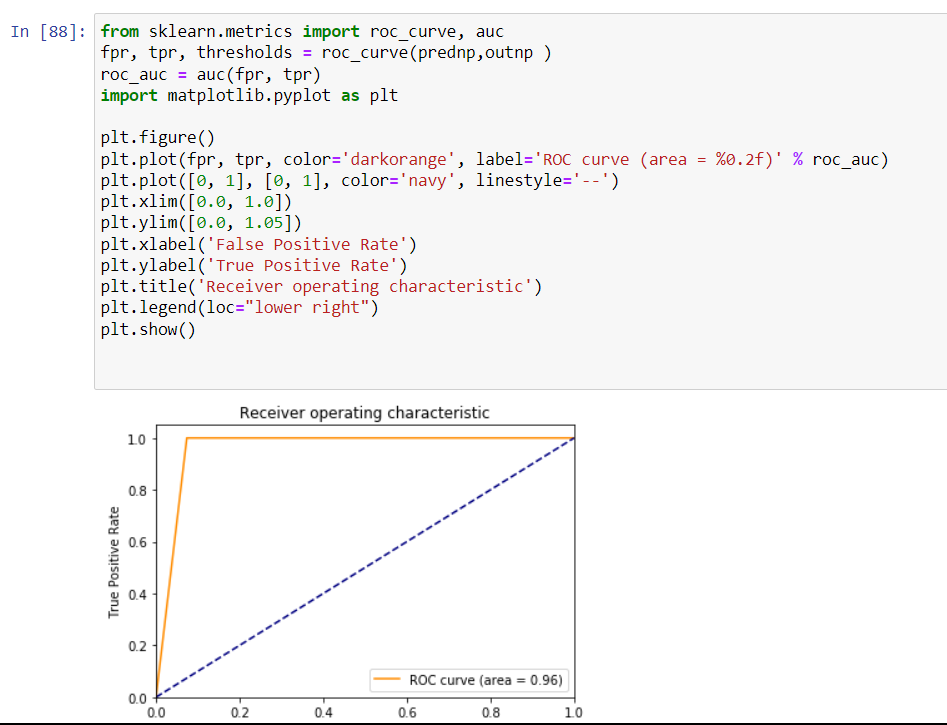 In [88]: from sklearn.metrics import roc_curve, auc
fpr, tpr, thresholds = roc_curve(prednp,outnp )
roc_auc = auc(fpr, tpr)
import matplotlib.pyplot as plt
plt.figure()
plt.plot(fpr, tpr, color='darkorange', label='ROC curve (area = %0.2f)' % roc_auc)
plt.plot([0, 1], [0, 1], color='navy', linestyle='--')
plt.xlim([0.0, 1.0])
plt.ylim([0.0, 1.05])
plt.xlabel('False Positive Rate')
plt.ylabel('True Positive Rate')
plt.title('Receiver operating characteristic')
plt.legend(loc="lower right")
plt.show()
Receiver operating characteristic
True Positive Rate
1.0
0.8
0.6
0.4
0.2
0.0
ROC curve (area = 0.96)
0.0 0.2 0.4 0.6 0.8 1.0